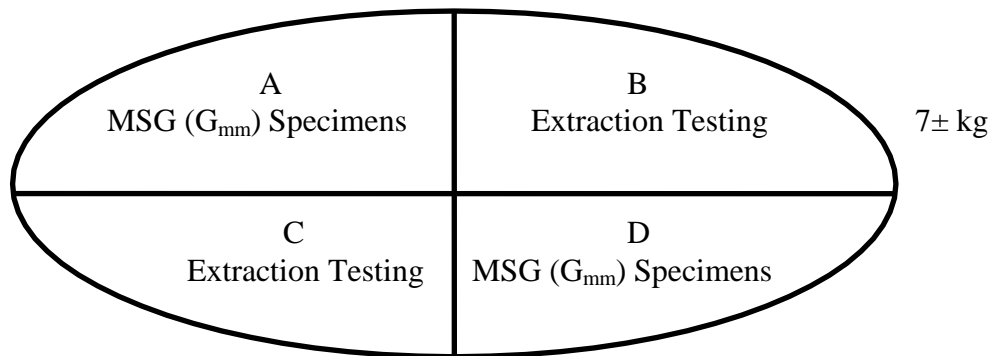 A
MSG (Gmm) Specimens
B
Extraction Testing
7± kg
C
Extraction Testing
D
MSG (Gmm) Specimens